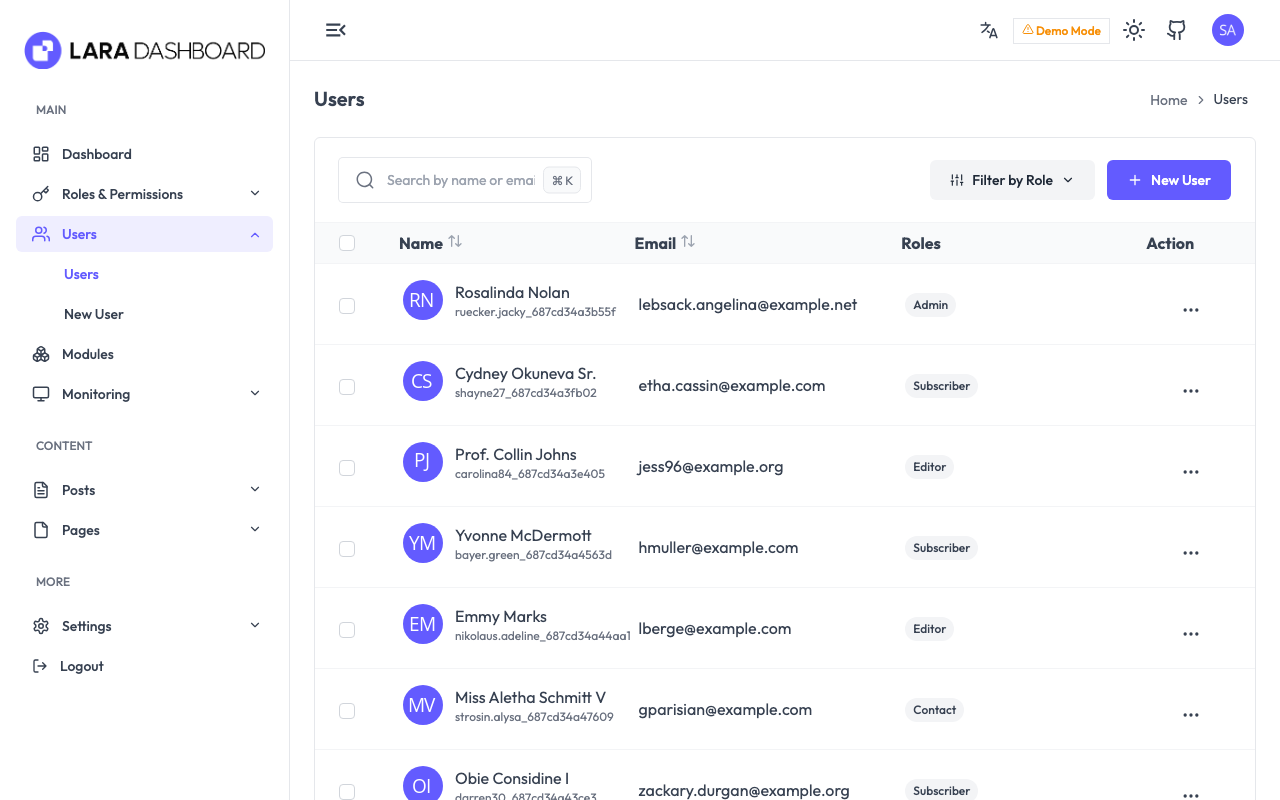 LARA DASHBOARD
MAIN
Dashboard
Roles & Permissions
Users
Users
New User
Modules
Monitoring
CONTENT
Posts
Pages
MORE
Settings
Logout
Demo Mode
SA
Users
Home > Users
Search by name or emai
⌘ K
Filter by Role
+ New User
Name Email Roles Action
RN Rosalinda Nolan lebsack.angelina@example.net Admin ...
ruecker.jacky_687cd34a3b55f
CS Cydney Okuneva Sr. etha.cassin@example.com Subscriber ...
shayne27_687cd34a3fb02
PJ Prof. Collin Johns jess96@example.org Editor ...
carolina84_687cd34a3e405
YM Yvonne McDermott hmuller@example.com Subscriber ...
bayer.green_687cd34a4563d
EM Emmy Marks lberge@example.com Editor ...
nikolaus.adeline_687cd34a44aa1
MV Miss Aletha Schmitt V gparisian@example.com Contact ...
strosin.alysa_687cd34a47609
OI Obie Considine I zackary.durgan@example.org Subscriber ...
darren30_687cd34a43ce3